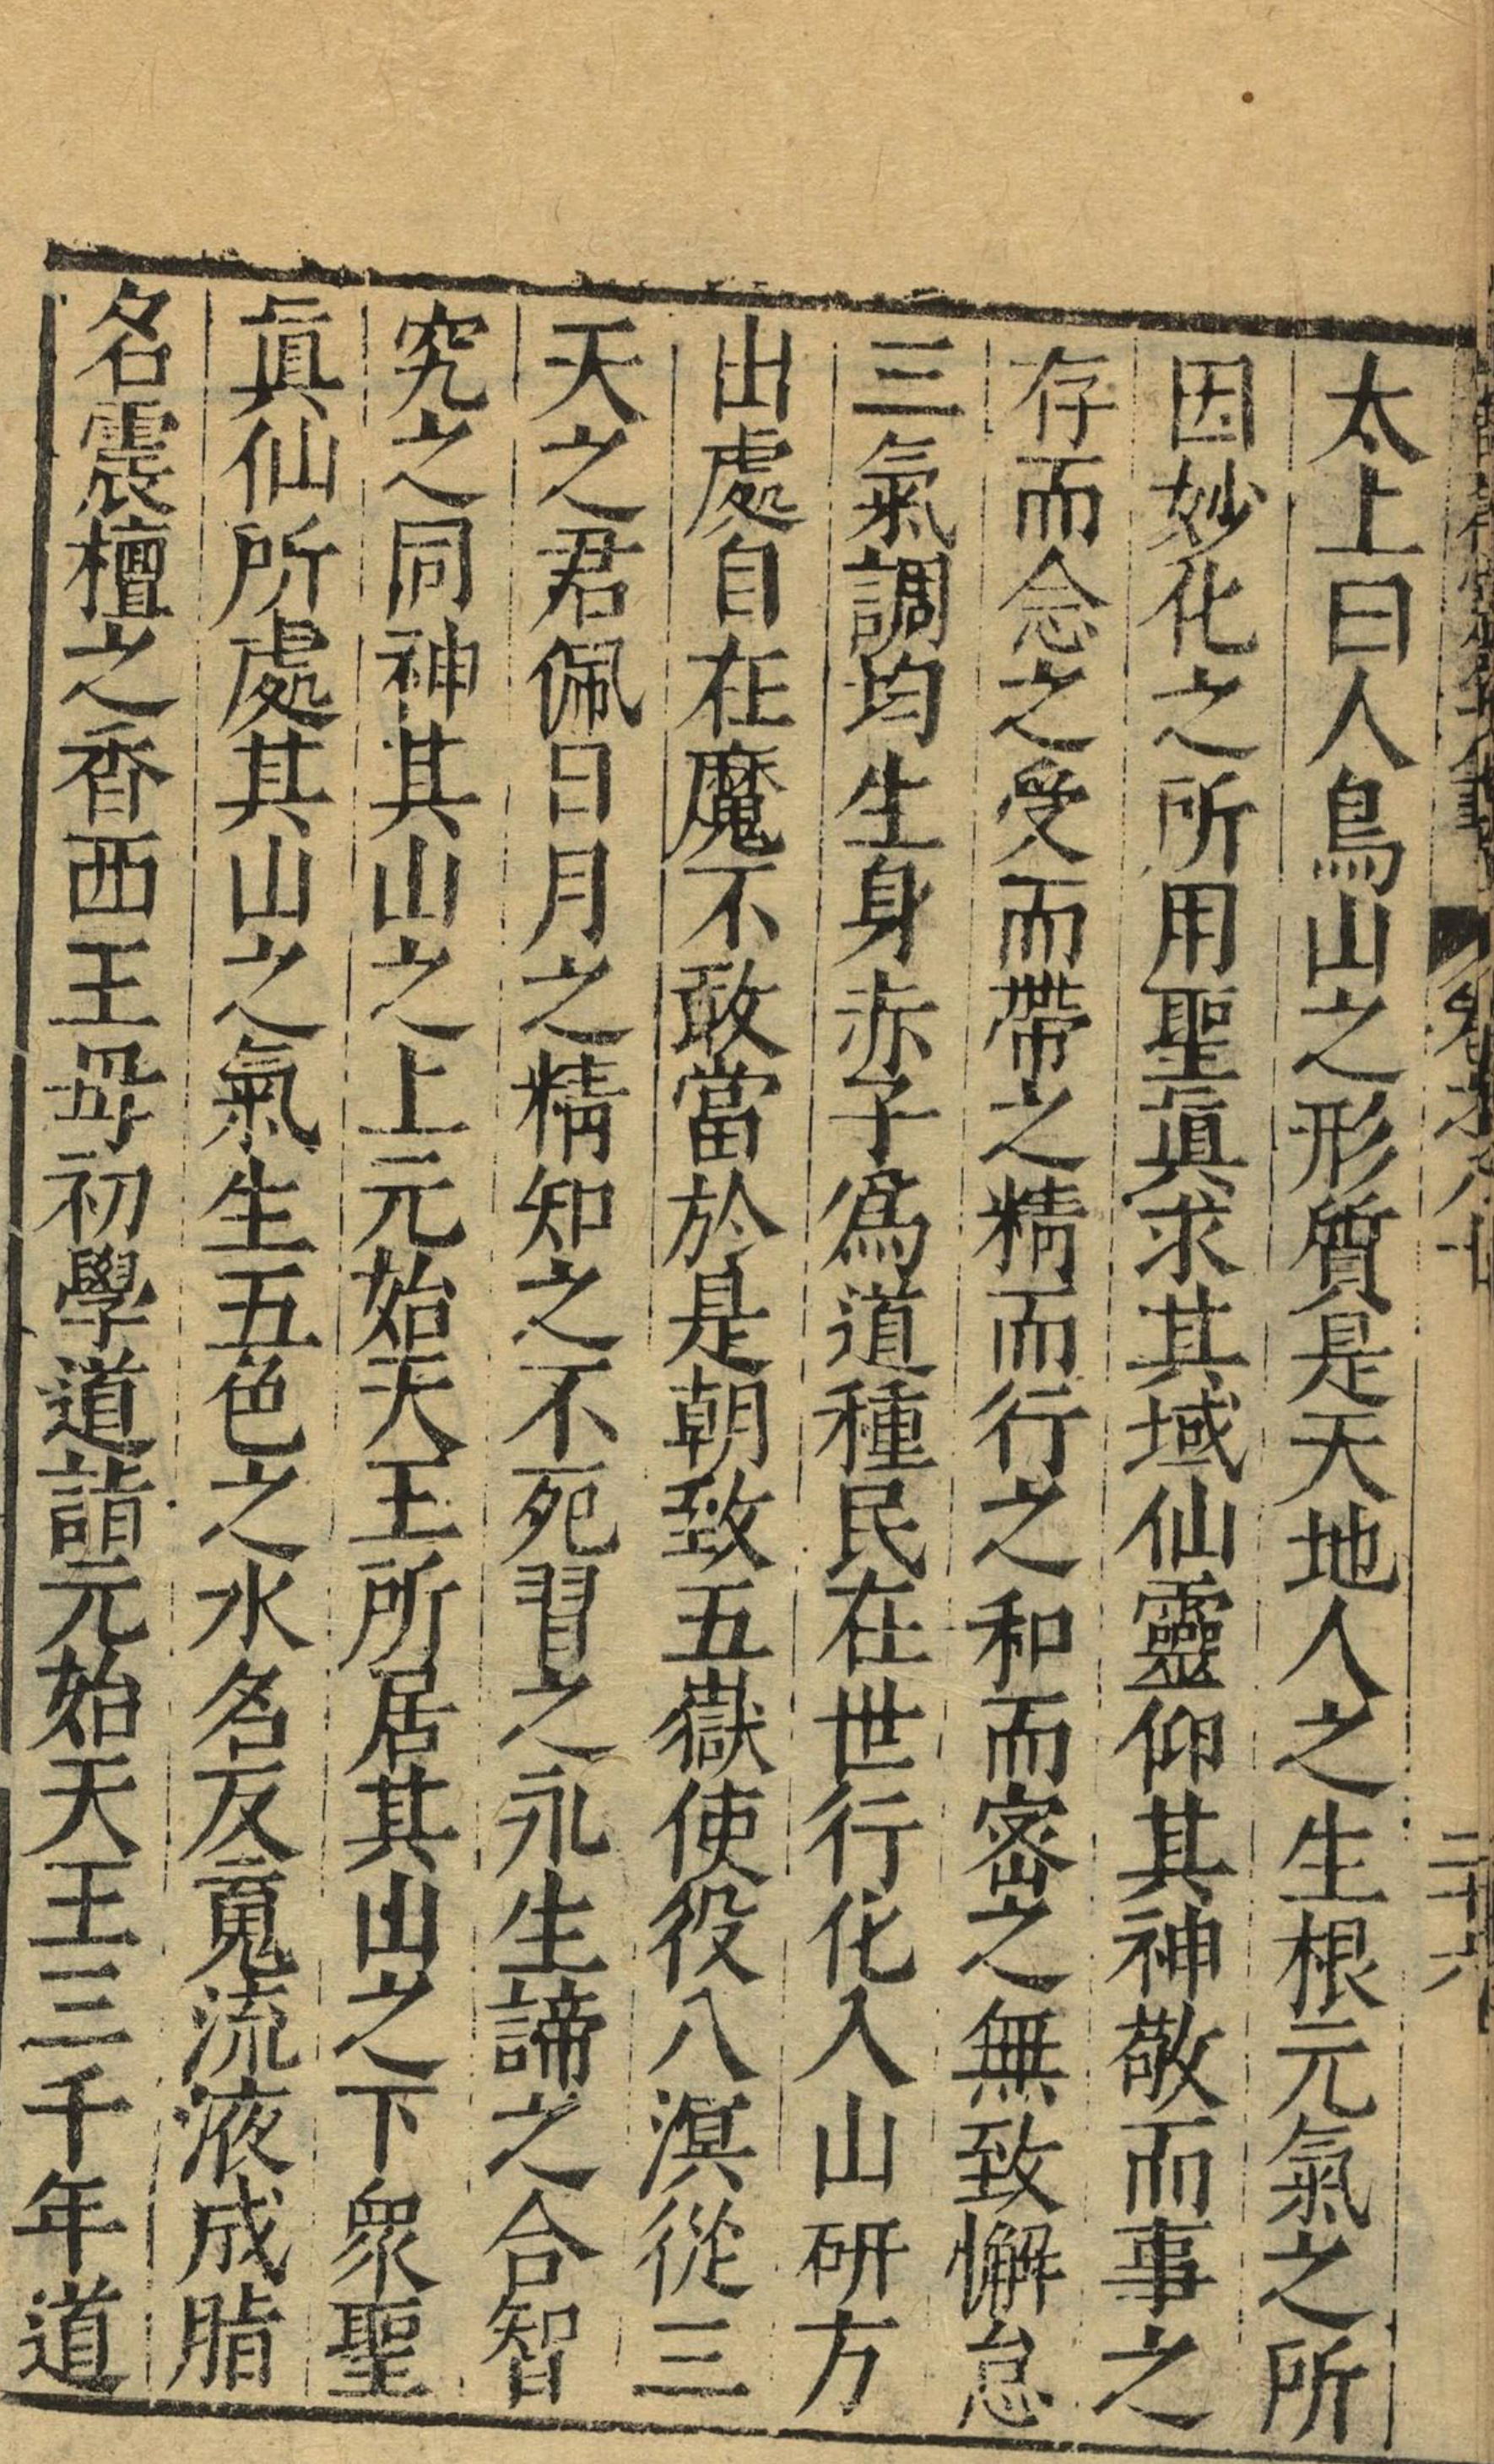 太上曰人鳥山之形質是天地人之生根元氣之所
因妙化之所用聖眞求其域仙靈仰其神敬而事之
存而念之受而帶之精而行之和而密之無致懈怠
三氣調均生身赤子爲道種民在世行化入山研方
出處自在魔不敢當於是朝致五嶽使役八溟從三
天之君佩日月之精知之不死習之永生諦之合智
究之同神其山之上元始天王所居其山之下衆聖
眞仙所處其山之氣生五色之水名反䰟流液成脂
名震檀之香西王母初學道詣元始天王三千年道
二十六